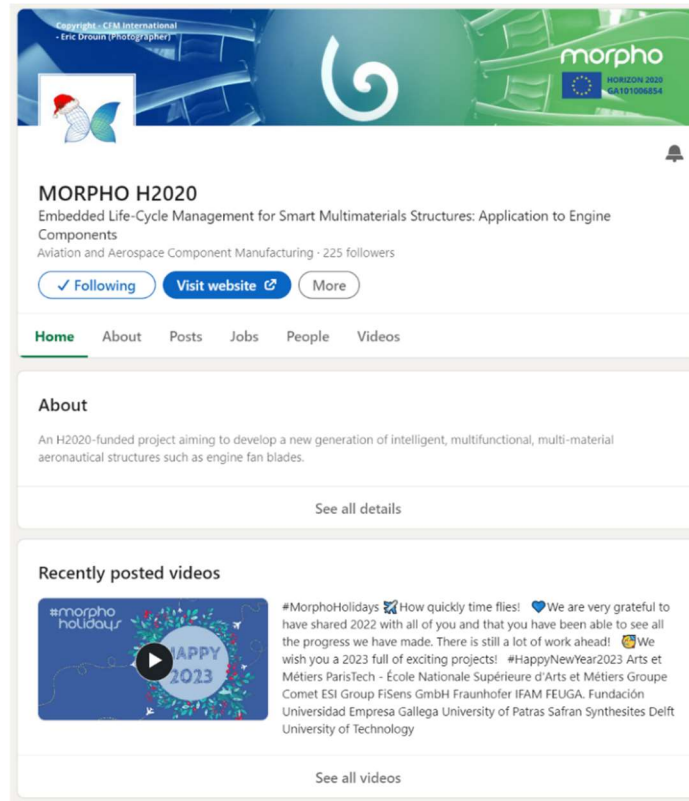 Copyright - CFM International
- Eric Drouin (Photographer)
morpho
HORIZON 2020
GA101006854
MORPHO H2020
Embedded Life-Cycle Management for Smart Multimaterials Structures: Application to Engine
Components
Aviation and Aerospace Component Manufacturing · 225 followers
✓ Following
Visit website
More
Home
About
Posts
Jobs
People
Videos
About
An H2020-funded project aiming to develop a new generation of intelligent, multifunctional, multi-material
aeronautical structures such as engine fan blades.
See all details
Recently posted videos
#morpho
holidays
HAPPY
2023
#MorphoHolidays ✈️How quickly time flies! 💙We are very grateful to
have shared 2022 with all of you and that you have been able to see all
the progress we have made. There is still a lot of work ahead! 🥳We
wish you a 2023 full of exciting projects! #HappyNewYear2023 Arts et
Métiers ParisTech - École Nationale Supérieure d'Arts et Métiers Groupe
Comet ESI Group FiSens GmbH Fraunhofer IFAM FEUGA. Fundación
Universidad Empresa Gallega University of Patras Safran Synthesites Delft
University of Technology
See all videos